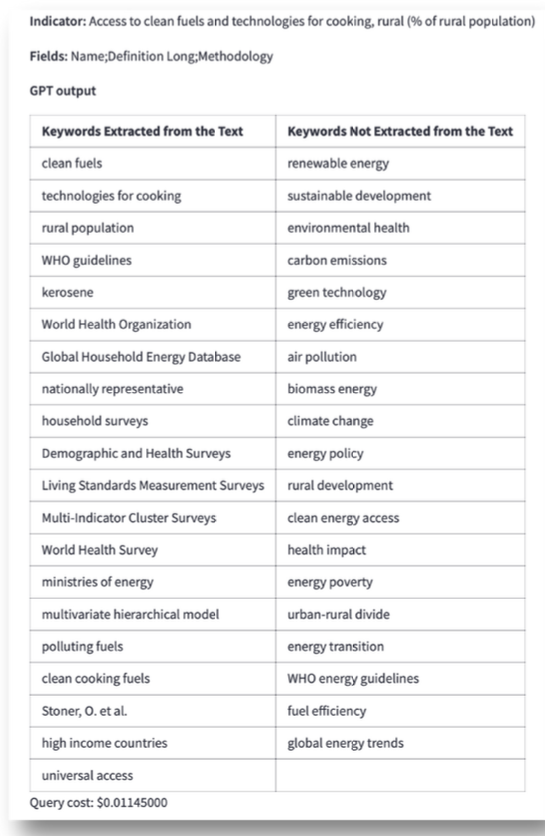 Indicator: Access to clean fuels and technologies for cooking, rural (% of rural population)
Fields: Name;Definition Long;Methodology
GPT output
Keywords Extracted from the Text Keywords Not Extracted from the Text
clean fuels renewable energy
technologies for cooking sustainable development
rural population environmental health
WHO guidelines carbon emissions
kerosene green technology
World Health Organization energy efficiency
Global Household Energy Database air pollution
nationally representative biomass energy
household surveys climate change
Demographic and Health Surveys energy policy
Living Standards Measurement Surveys rural development
Multi-Indicator Cluster Surveys clean energy access
World Health Survey health impact
ministries of energy energy poverty
multivariate hierarchical model urban-rural divide
polluting fuels energy transition
clean cooking fuels WHO energy guidelines
Stoner, O. et al. fuel efficiency
high income countries global energy trends
universal access
Query cost: $0.01145000